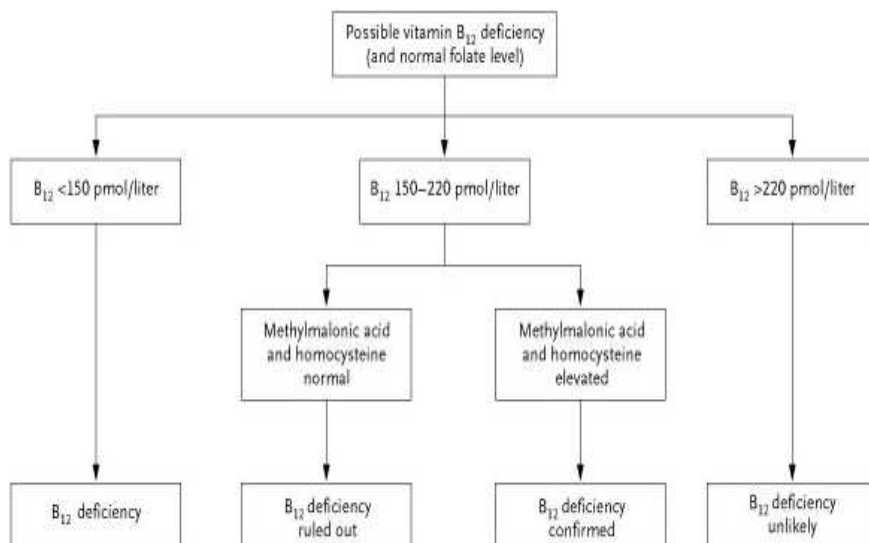 Possible vitamin B₁₂ deficiency
(and normal folate level)
B₁₂ <150 pmol/liter
B₁₂ 150–220 pmol/liter
B₁₂ >220 pmol/liter
Methylmalonic acid
and homocysteine
normal
Methylmalonic acid
and homocysteine
elevated
B₁₂ deficiency
B₁₂ deficiency
ruled out
B₁₂ deficiency
confirmed
B₁₂ deficiency
unlikely